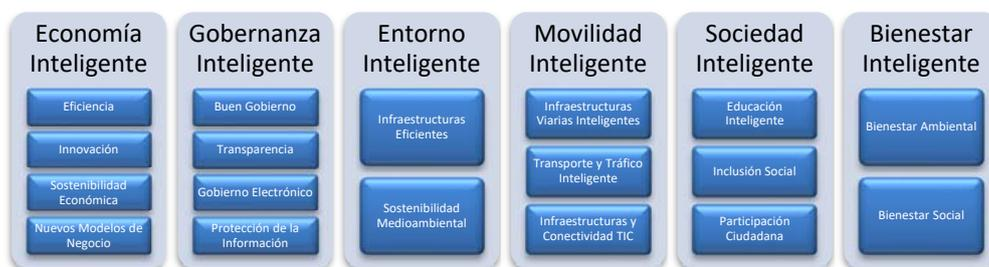 Economía
Inteligente
Eficiencia
Innovación
Sostenibilidad
Económica
Nuevos Modelos de
Negocio
Gobernanza
Inteligente
Buen Gobierno
Transparencia
Gobierno Electrónico
Protección de la
Información
Entorno
Inteligente
Infraestructuras
Eficientes
Sostenibilidad
Medioambiental
Movilidad
Inteligente
Infraestructuras
Viarias Inteligentes
Transporte y Tráfico
Inteligente
Infraestructuras y
Conectividad TIC
Sociedad
Inteligente
Educación
Inteligente
Inclusión Social
Participación
Ciudadana
Bienestar
Inteligente
Bienestar Ambiental
Bienestar Social